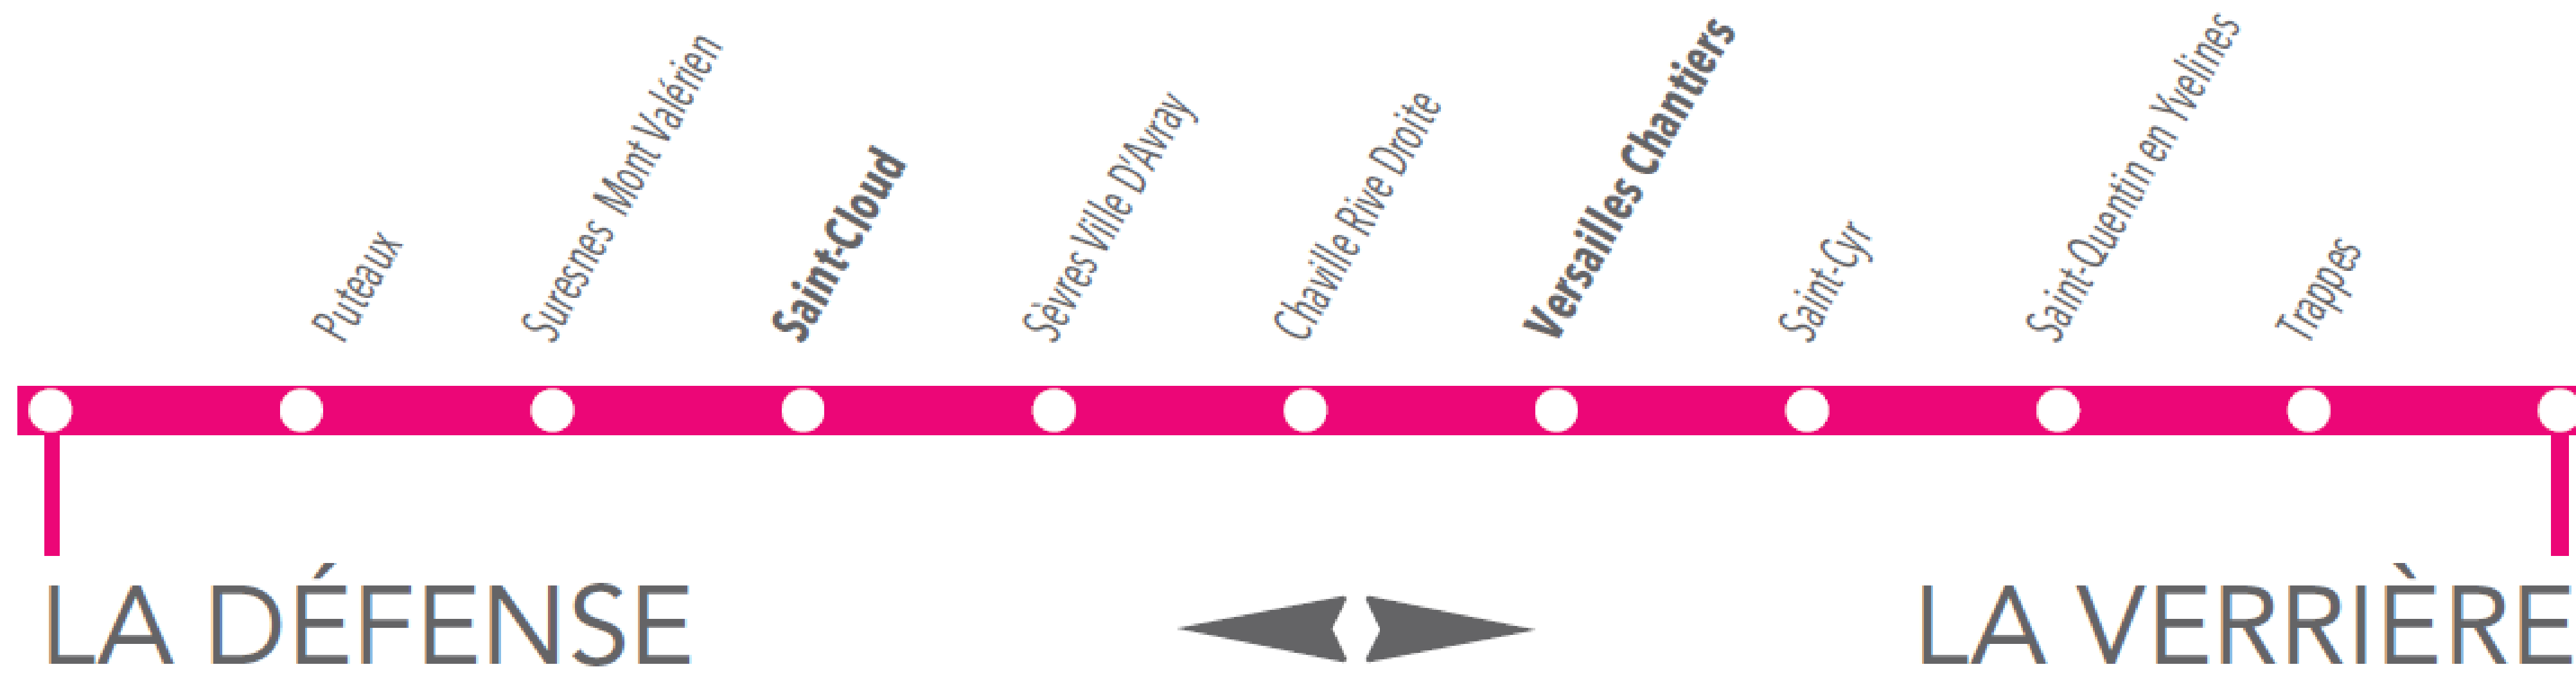 Puteaux
Suresnes Mont Valérien
Saint-Cloud
Sèvres Ville D'Avray
Chaville Rive Droite
Versailles Chantiers
Saint-Cyr
Saint-Quentin en Yvelines
Trappes
LA DÉFENSE
LA VERRIÈRE